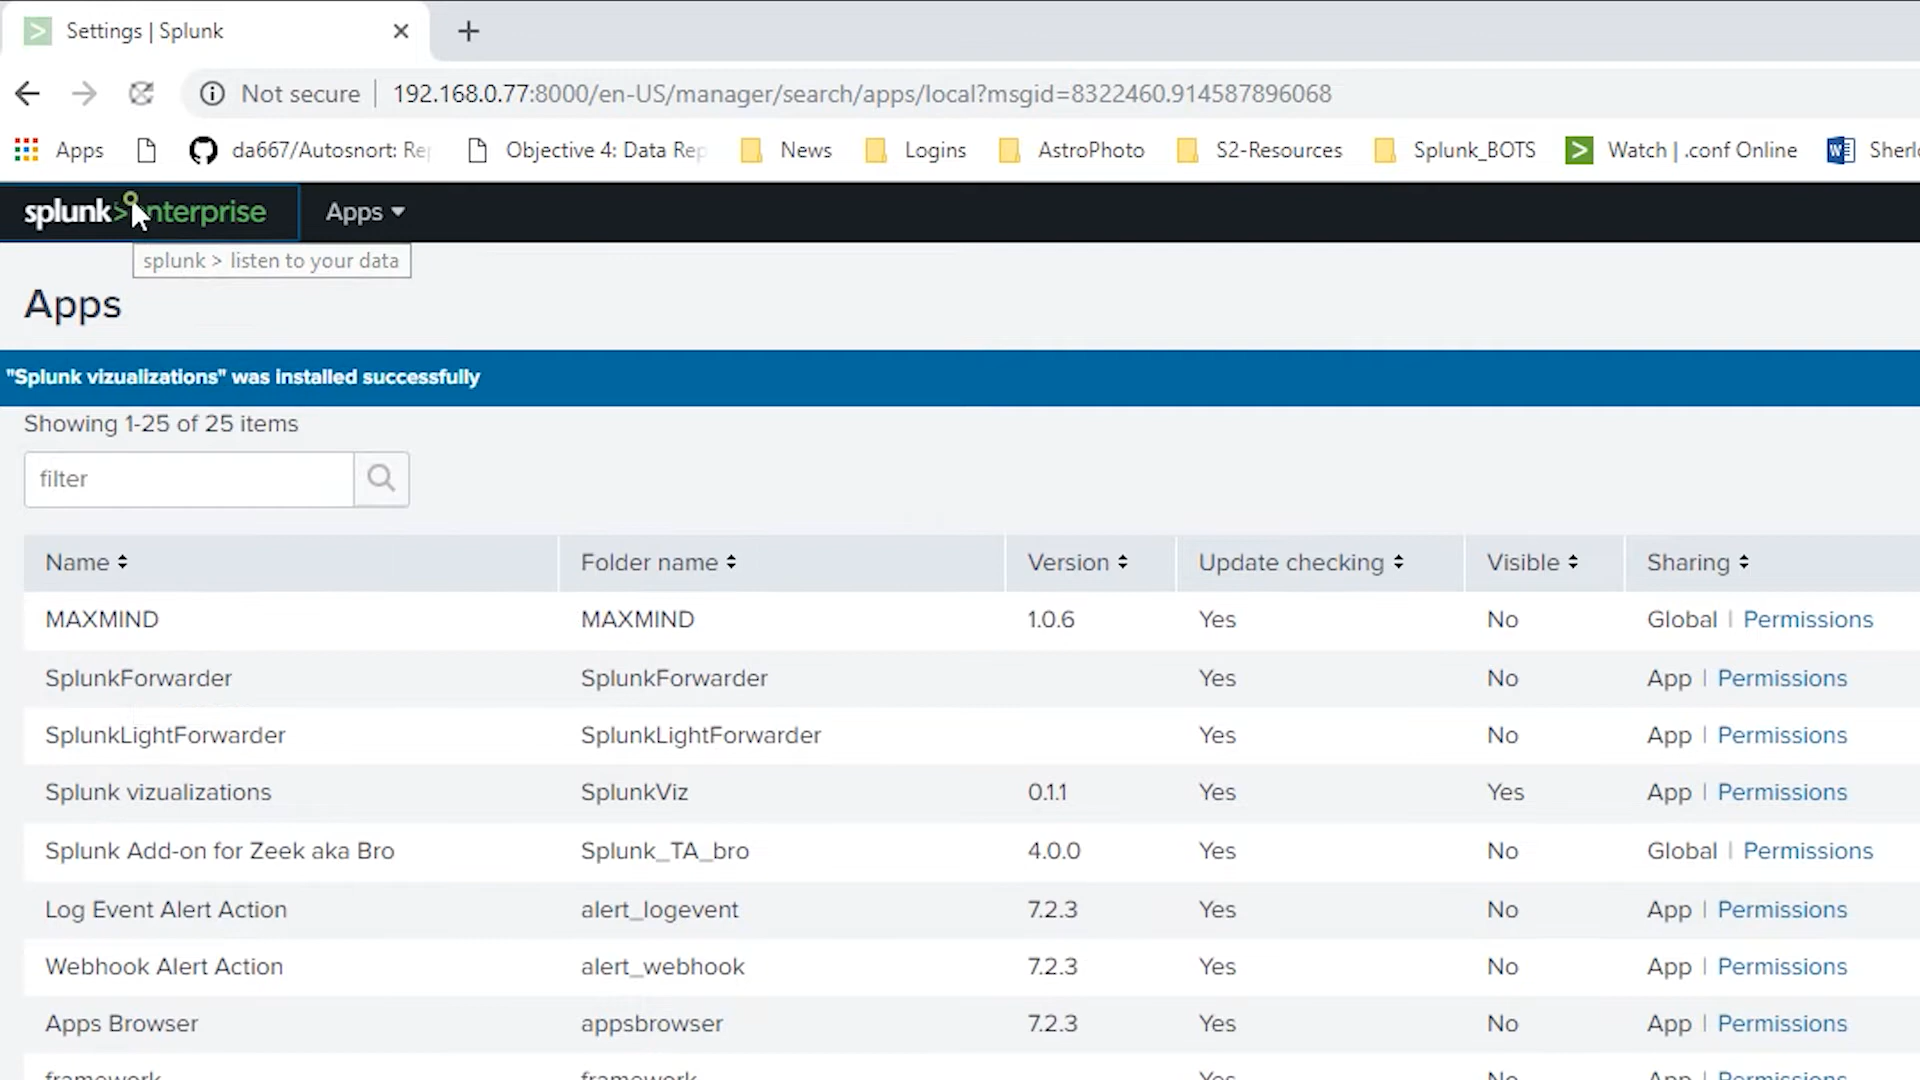 Settings | Splunk
Not secure | 192.168.0.77:8000/en-US/manager/search/apps/local?msgid=8322460.914587896068
Apps da667/Autosnort: Re Objective 4: Data Rep News Logins AstroPhoto S2-Resources Splunk_BOTS Watch | .conf Online Sherlo
splunk>enterprise Apps
splunk > listen to your data
Apps
"Splunk vizualizations" was installed successfully
Showing 1-25 of 25 items
filter
Name Folder name Version Update checking Visible Sharing
MAXMIND MAXMIND 1.0.6 Yes No Global | Permissions
SplunkForwarder SplunkForwarder Yes No App | Permissions
SplunkLightForwarder SplunkLightForwarder Yes No App | Permissions
Splunk vizualizations SplunkViz 0.1.1 Yes Yes App | Permissions
Splunk Add-on for Zeek aka Bro Splunk_TA_bro 4.0.0 Yes No Global | Permissions
Log Event Alert Action alert_logevent 7.2.3 Yes No App | Permissions
Webhook Alert Action alert_webhook 7.2.3 Yes No App | Permissions
Apps Browser appsbrowser 7.2.3 Yes No App | Permissions
framework framework Yes No App | Permissions